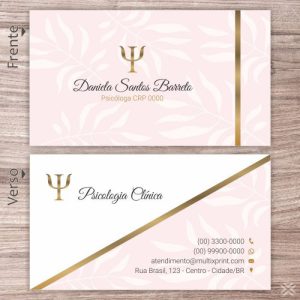 Frente
Ψ
Daniela Santos Barreto
Psicóloga CRP 0000
Verso
Ψ
Psicologia Clínica
(00) 3300-0000
(00) 99900-0000
atendimento@multixprint.com
Rua Brasil, 123 - Centro - Cidade/BR